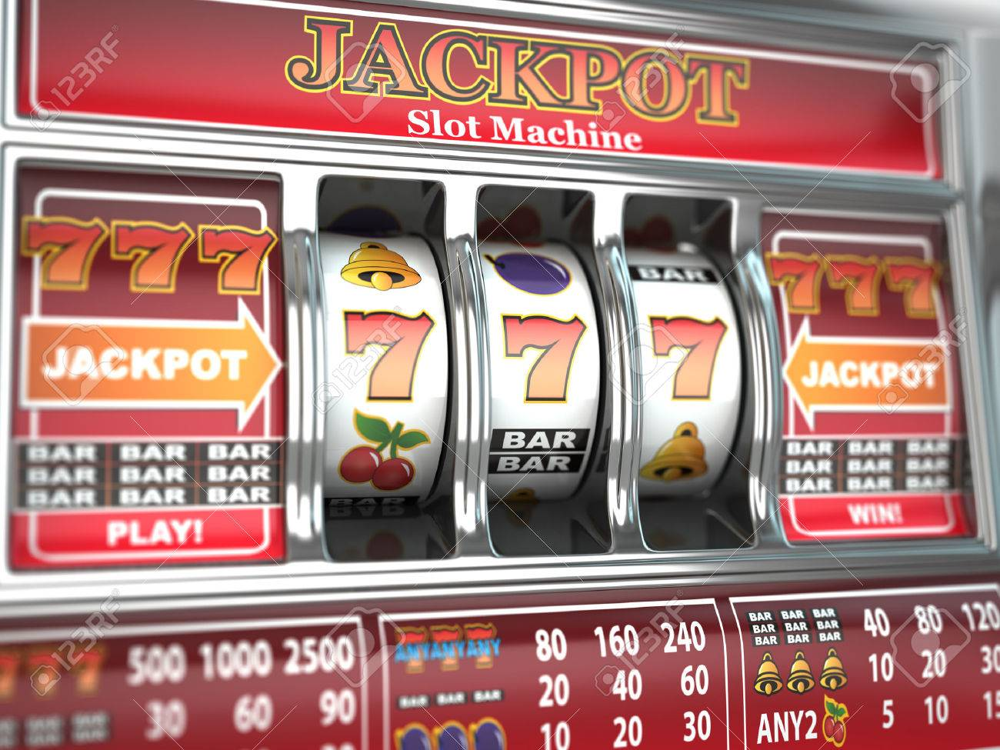 JACKPOT
Slot Machine
777
777
JACKPOT
JACKPOT
BAR BAR BAR
BAR BAR BAR
BAR BAR BAR
PLAY!
BAR
7 7 7
BAR
BAR
BAR BAR BAR
BAR BAR BAR
BAR BAR BAR
WIN!
777 500 1000 2500
BAR BAR BAR 30 60 90
777
ANYANYANY 80 160 240
BAR BAR BAR 20 40 60
10 20 30
BAR BAR BAR
BAR BAR BAR
BAR BAR BAR
40 80 120
10 20 30
ANY2 5 10
123RF